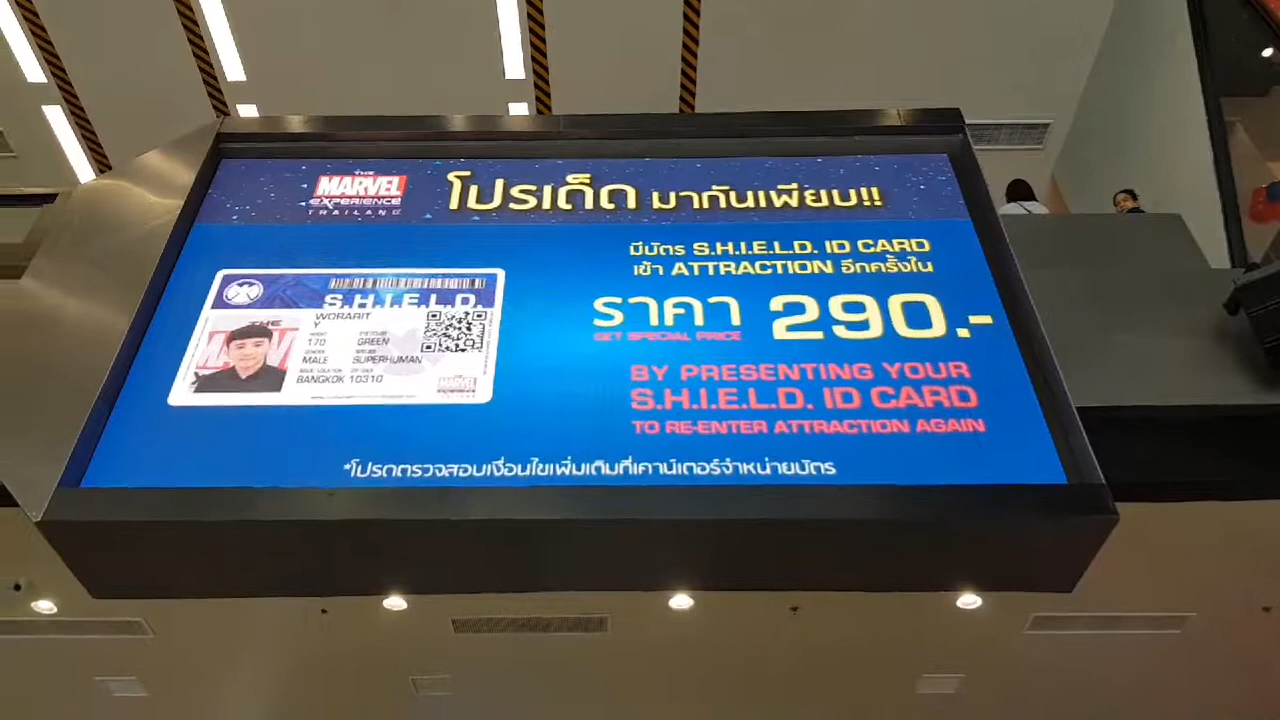 THE
MARVEL
EXPERIENCE
THAILAND
โปรเด็ด มากันเพียบ!!
มีบัตร S.H.I.E.L.D. ID CARD
เข้า ATTRACTION อีกครั้งใน
ราคา 290.-
GET SPECIAL PRICE
BY PRESENTING YOUR
S.H.I.E.L.D. ID CARD
TO RE-ENTER ATTRACTION AGAIN
S.H.I.E.L.D.
WORARIT
Y
170 GREEN
MALE SUPERHUMAN
BANGKOK 10310
*โปรดตรวจสอบเงื่อนไขเพิ่มเติมที่เคาน์เตอร์จำหน่ายบัตร